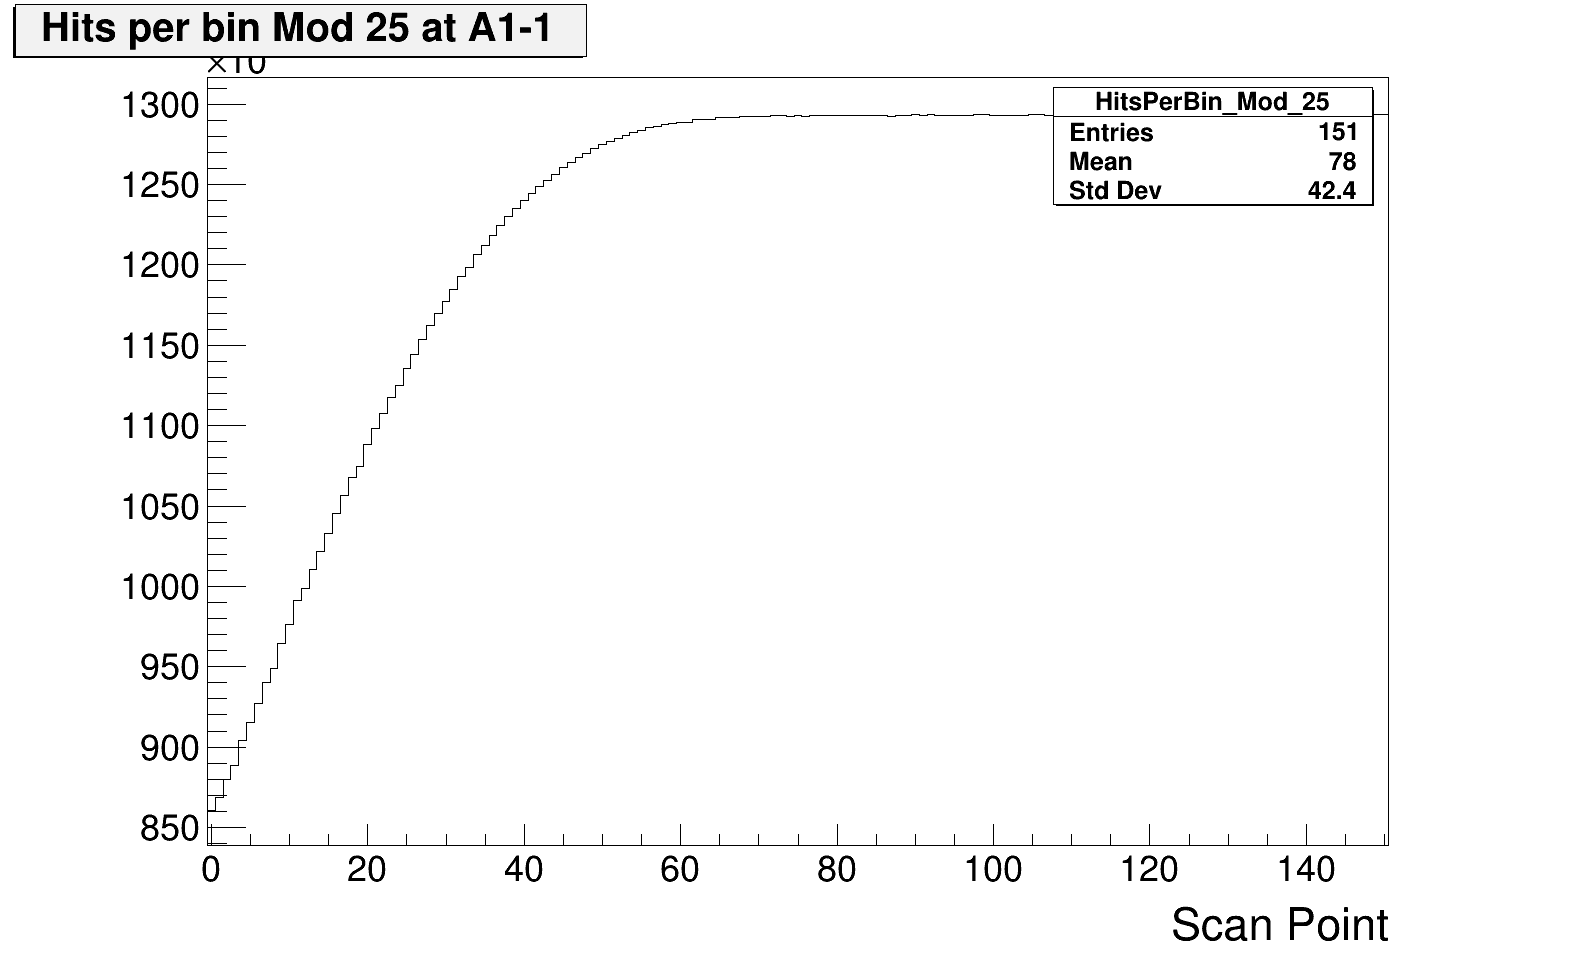 Hits per bin Mod 25 at A1-1
×10
1300
1250
1200
1150
1100
1050
1000
950
900
850
HitsPerBin_Mod_25
Entries 151
Mean 78
Std Dev 42.4
0 20 40 60 80 100 120 140
Scan Point